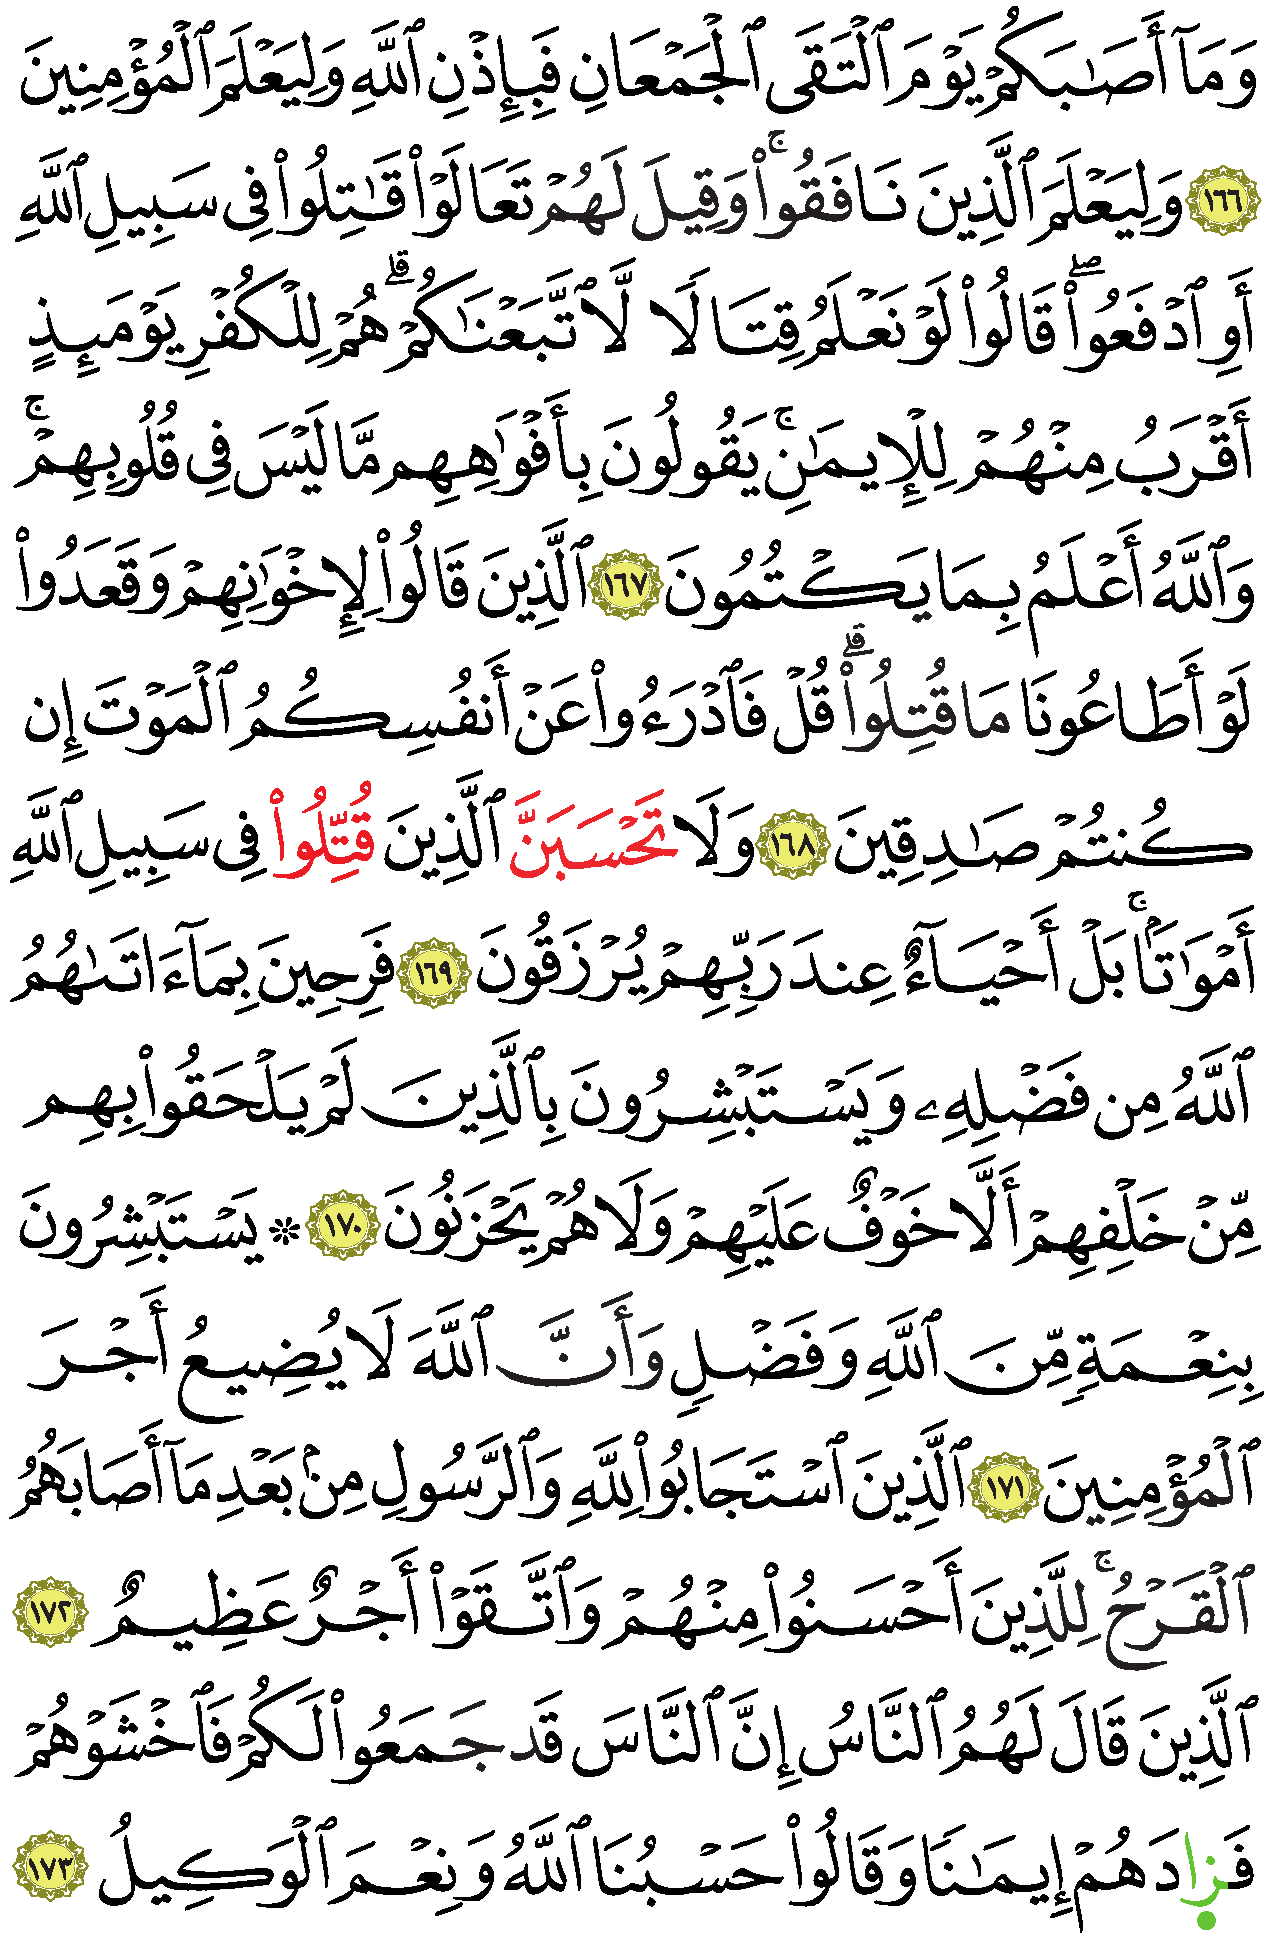 وَمَآ أَصَٰبَكُمْ يَوْمَ ٱلْتَقَى ٱلْجَمْعَانِ فَبِإِذْنِ ٱللَّهِ وَلِيَعْلَمَ ٱلْمُؤْمِنِينَ
١٦٦ وَلِيَعْلَمَ ٱلَّذِينَ نَافَقُوا۟ ۚ وَقِيلَ لَهُمْ تَعَالَوْا۟ قَٰتِلُوا۟ فِى سَبِيلِ ٱللَّهِ
أَوِ ٱدْفَعُوا۟ ۖ قَالُوا۟ لَوْ نَعْلَمُ قِتَالًا لَّٱتَّبَعْنَٰكُمْ ۗ هُمْ لِلْكُفْرِ يَوْمَئِذٍ
أَقْرَبُ مِنْهُمْ لِلْإِيمَٰنِ ۚ يَقُولُونَ بِأَفْوَٰهِهِم مَّا لَيْسَ فِى قُلُوبِهِمْ ۚ
وَٱللَّهُ أَعْلَمُ بِمَا يَكْتُمُونَ ١٦٧ ٱلَّذِينَ قَالُوا۟ لِإِخْوَٰنِهِمْ وَقَعَدُوا۟
لَوْ أَطَاعُونَا مَا قُتِلُوا۟ ۗ قُلْ فَٱدْرَءُوا۟ عَنْ أَنفُسِكُمُ ٱلْمَوْتَ إِن
كُنتُمْ صَٰدِقِينَ ١٦٨ وَلَا تَحْسَبَنَّ ٱلَّذِينَ قُتِّلُوا۟ فِى سَبِيلِ ٱللَّهِ
أَمْوَٰتًۢا ۚ بَلْ أَحْيَآءٌ عِندَ رَبِّهِمْ يُرْزَقُونَ ١٦٩ فَرِحِينَ بِمَآ ءَاتَىٰهُمُ
ٱللَّهُ مِن فَضْلِهِۦ وَيَسْتَبْشِرُونَ بِٱلَّذِينَ لَمْ يَلْحَقُوا۟ بِهِم
مِّنْ خَلْفِهِمْ أَلَّا خَوْفٌ عَلَيْهِمْ وَلَا هُمْ يَحْزَنُونَ ١٧٠ ۞ يَسْتَبْشِرُونَ
بِنِعْمَةٍ مِّنَ ٱللَّهِ وَفَضْلٍ وَأَنَّ ٱللَّهَ لَا يُضِيعُ أَجْرَ
ٱلْمُؤْمِنِينَ ١٧١ ٱلَّذِينَ ٱسْتَجَابُوا۟ لِلَّهِ وَٱلرَّسُولِ مِنۢ بَعْدِ مَآ أَصَابَهُمُ
ٱلْقَرْحُ ۚ لِلَّذِينَ أَحْسَنُوا۟ مِنْهُمْ وَٱتَّقَوْا۟ أَجْرٌ عَظِيمٌ ١٧٢
ٱلَّذِينَ قَالَ لَهُمُ ٱلنَّاسُ إِنَّ ٱلنَّاسَ قَدْ جَمَعُوا۟ لَكُمْ فَٱخْشَوْهُمْ
فَزَادَهُمْ إِيمَٰنًا وَقَالُوا۟ حَسْبُنَا ٱللَّهُ وَنِعْمَ ٱلْوَكِيلُ ١٧٣